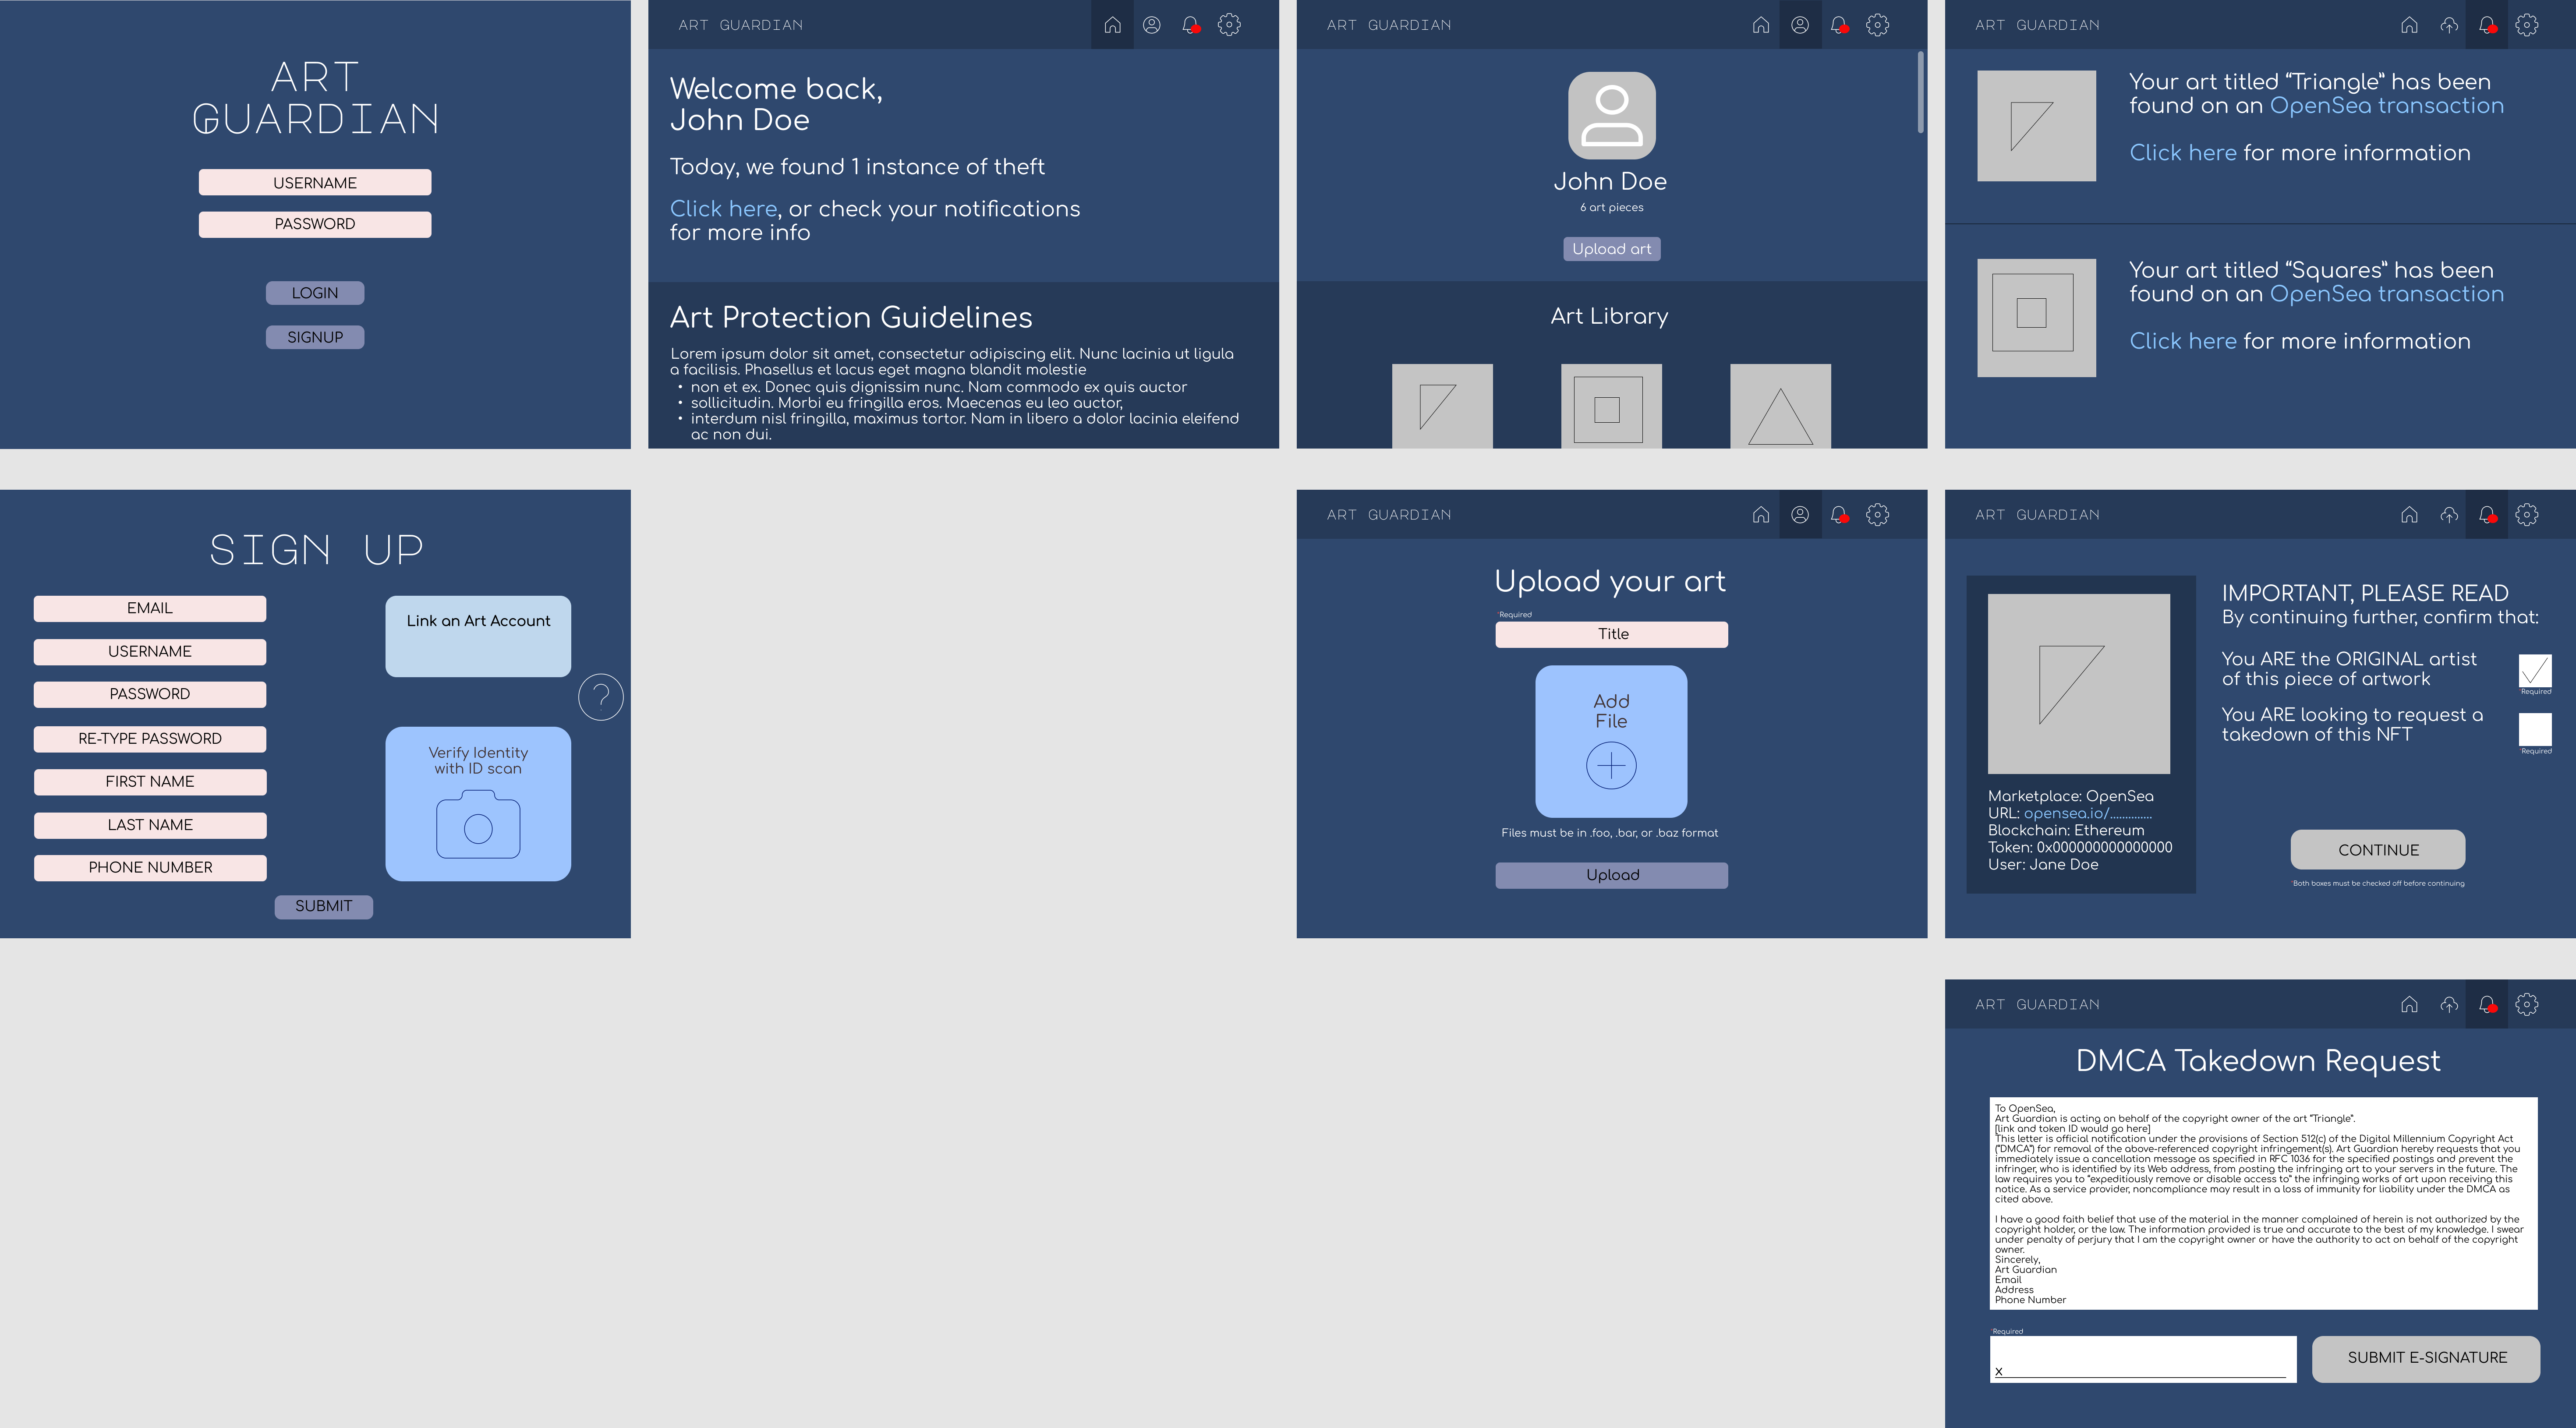 ART
GUARDIAN
USERNAME
PASSWORD
LOGIN
SIGNUP
ART GUARDIAN
Welcome back,
John Doe
Today, we found 1 instance of theft
Click here, or check your notifications
for more info
Art Protection Guidelines
Lorem ipsum dolor sit amet, consectetur adipiscing elit. Nunc lacinia ut ligula
a facilisis. Phasellus et lacus eget magna blandit molestie
• non et ex. Donec quis dignissim nunc. Nam commodo ex quis auctor
• sollicitudin. Morbi eu fringilla eros. Maecenas eu leo auctor,
• interdum nisl fringilla, maximus tortor. Nam in libero a dolor lacinia eleifend
ac non dui.
ART GUARDIAN
John Doe
6 art pieces
Upload art
Art Library
ART GUARDIAN
Your art titled “Triangle” has been
found on an OpenSea transaction
Click here for more information
Your art titled “Squares” has been
found on an OpenSea transaction
Click here for more information
SIGN UP
EMAIL
USERNAME
PASSWORD
RE-TYPE PASSWORD
FIRST NAME
LAST NAME
PHONE NUMBER
Link an Art Account
?
Verify Identity
with ID scan
SUBMIT
ART GUARDIAN
Upload your art
*Required
Title
Add
File
Files must be in .foo, .bar, or .baz format
Upload
ART GUARDIAN
Marketplace: OpenSea
URL: opensea.io/..............
Blockchain: Ethereum
Token: 0x000000000000000
User: Jane Doe
IMPORTANT, PLEASE READ
By continuing further, confirm that:
You ARE the ORIGINAL artist
of this piece of artwork
*Required
You ARE looking to request a
takedown of this NFT
*Required
CONTINUE
*Both boxes must be checked off before continuing
ART GUARDIAN
DMCA Takedown Request
To OpenSea,
Art Guardian is acting on behalf of the copyright owner of the art “Triangle”.
[link and token ID would go here]
This letter is official notification under the provisions of Section 512(c) of the Digital Millennium Copyright Act
(“DMCA”) for removal of the above-referenced copyright infringement(s). Art Guardian hereby requests that you
immediately issue a cancellation message as specified in RFC 1036 for the specified postings and prevent the
infringer, who is identified by its Web address, from posting the infringing art to your servers in the future. The
law requires you to “expeditiously remove or disable access to” the infringing works of art upon receiving this
notice. As a service provider, noncompliance may result in a loss of immunity for liability under the DMCA as
cited above.
I have a good faith belief that use of the material in the manner complained of herein is not authorized by the
copyright holder, or the law. The information provided is true and accurate to the best of my knowledge. I swear
under penalty of perjury that I am the copyright owner or have the authority to act on behalf of the copyright
owner.
Sincerely,
Art Guardian
Email
Address
Phone Number
*Required
X
SUBMIT E-SIGNATURE